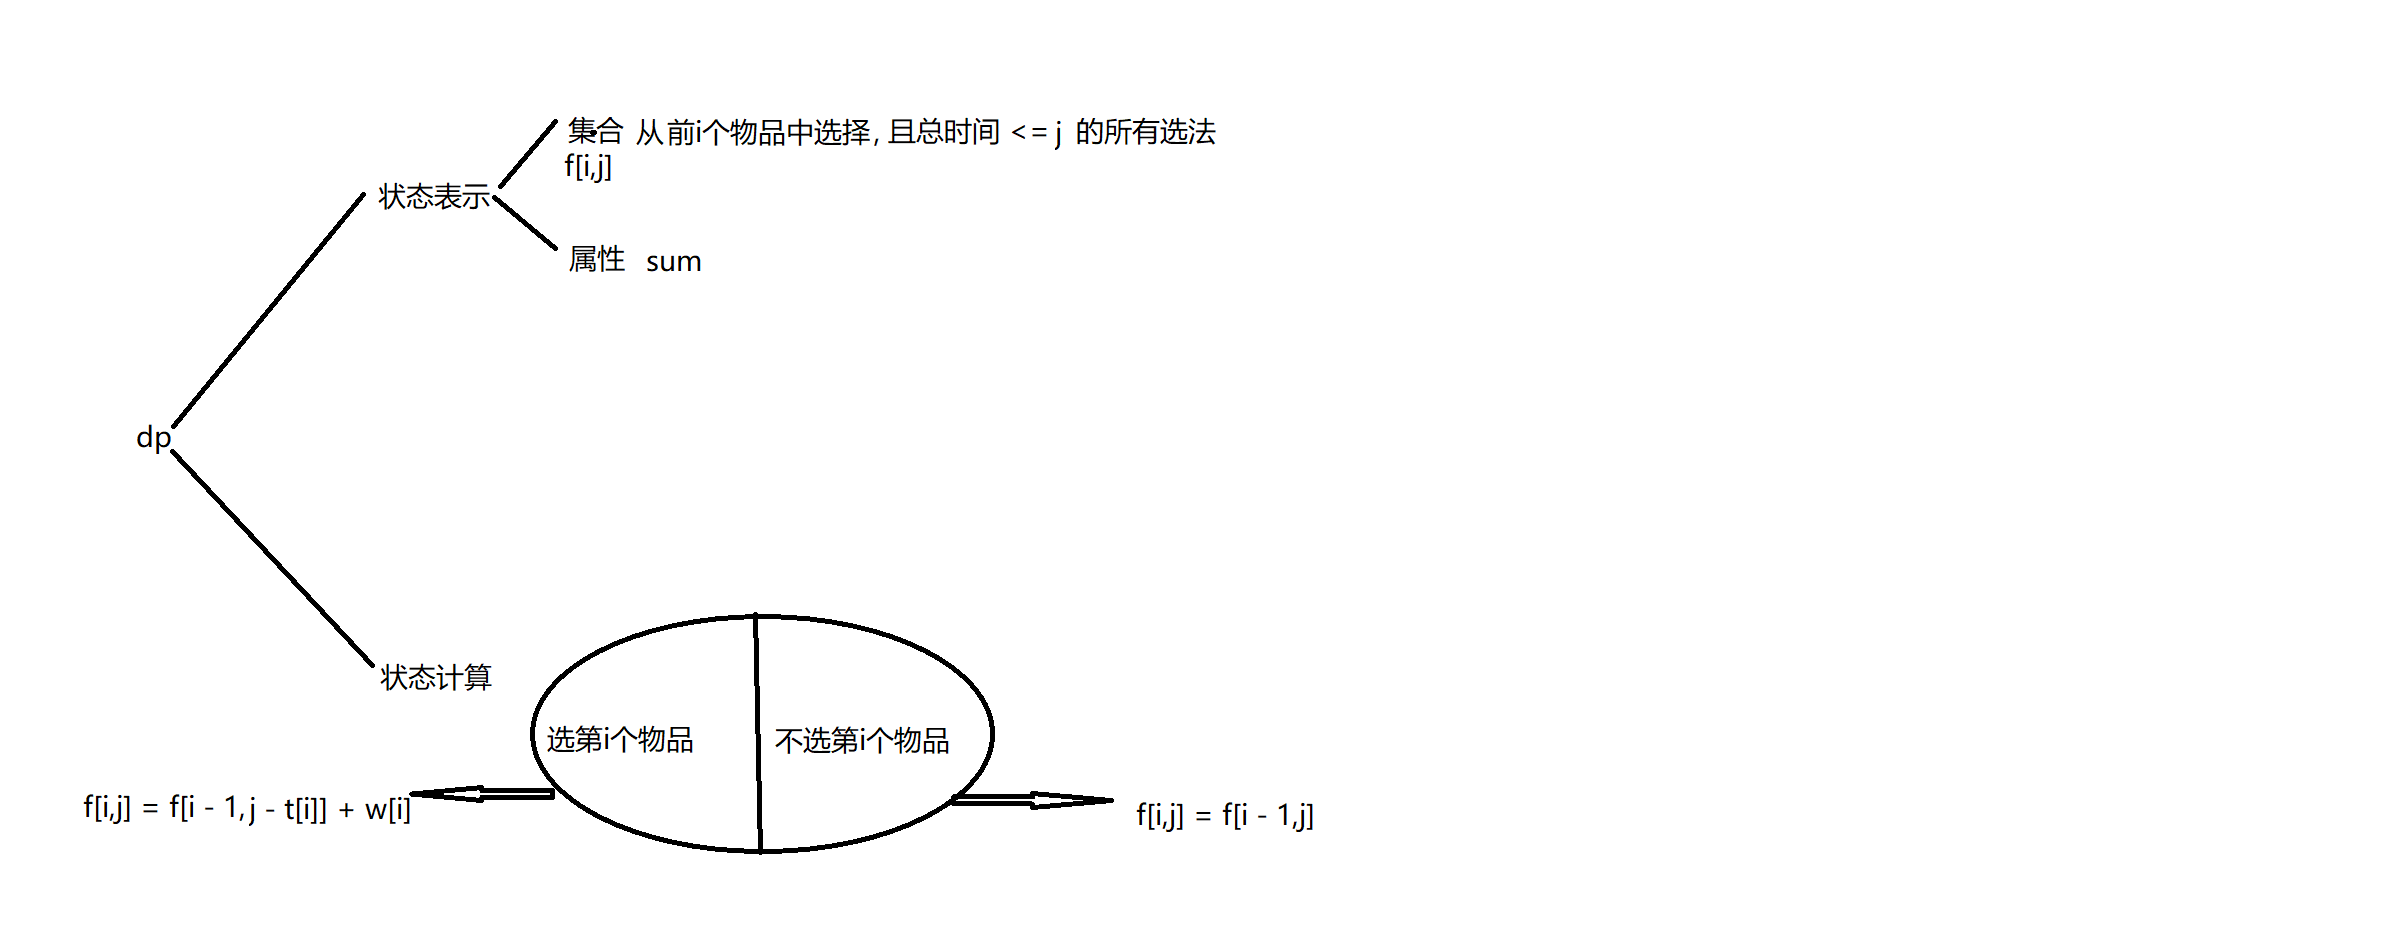 集合 从前i个物品中选择, 且总时间 <= j 的所有选法
f[i,j]
状态表示
属性 sum
dp
状态计算
选第i个物品 不选第i个物品
f[i,j] = f[i - 1, j - t[i]] + w[i]
f[i,j] = f[i - 1,j]